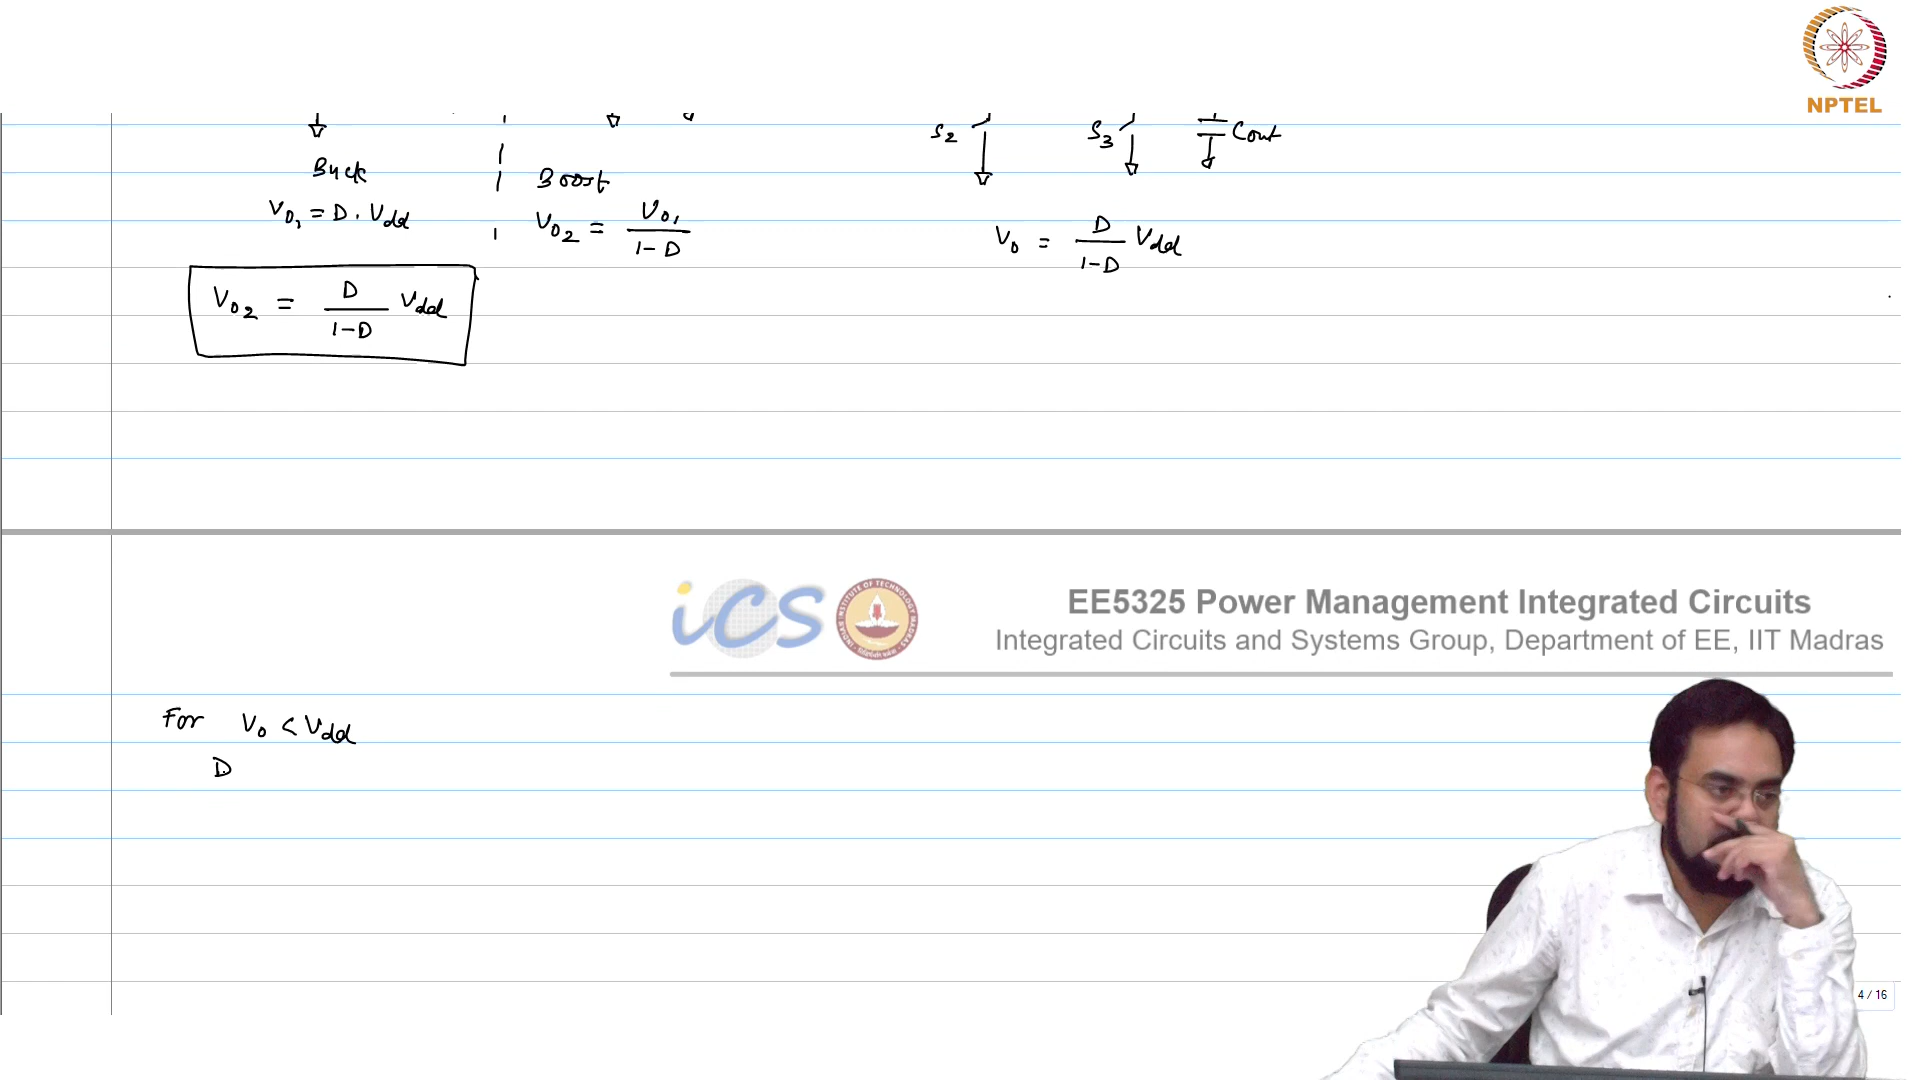 NPTEL
S2 S3 Cout
Buck Boost
Vo1 = D. Vdd Vo2 = Vo1 / 1-D Vo = D / 1-D Vdd
Vo2 = D / 1-D Vdd
iCS
EE5325 Power Management Integrated Circuits
Integrated Circuits and Systems Group, Department of EE, IIT Madras
For Vo < Vdd
D
4 / 16